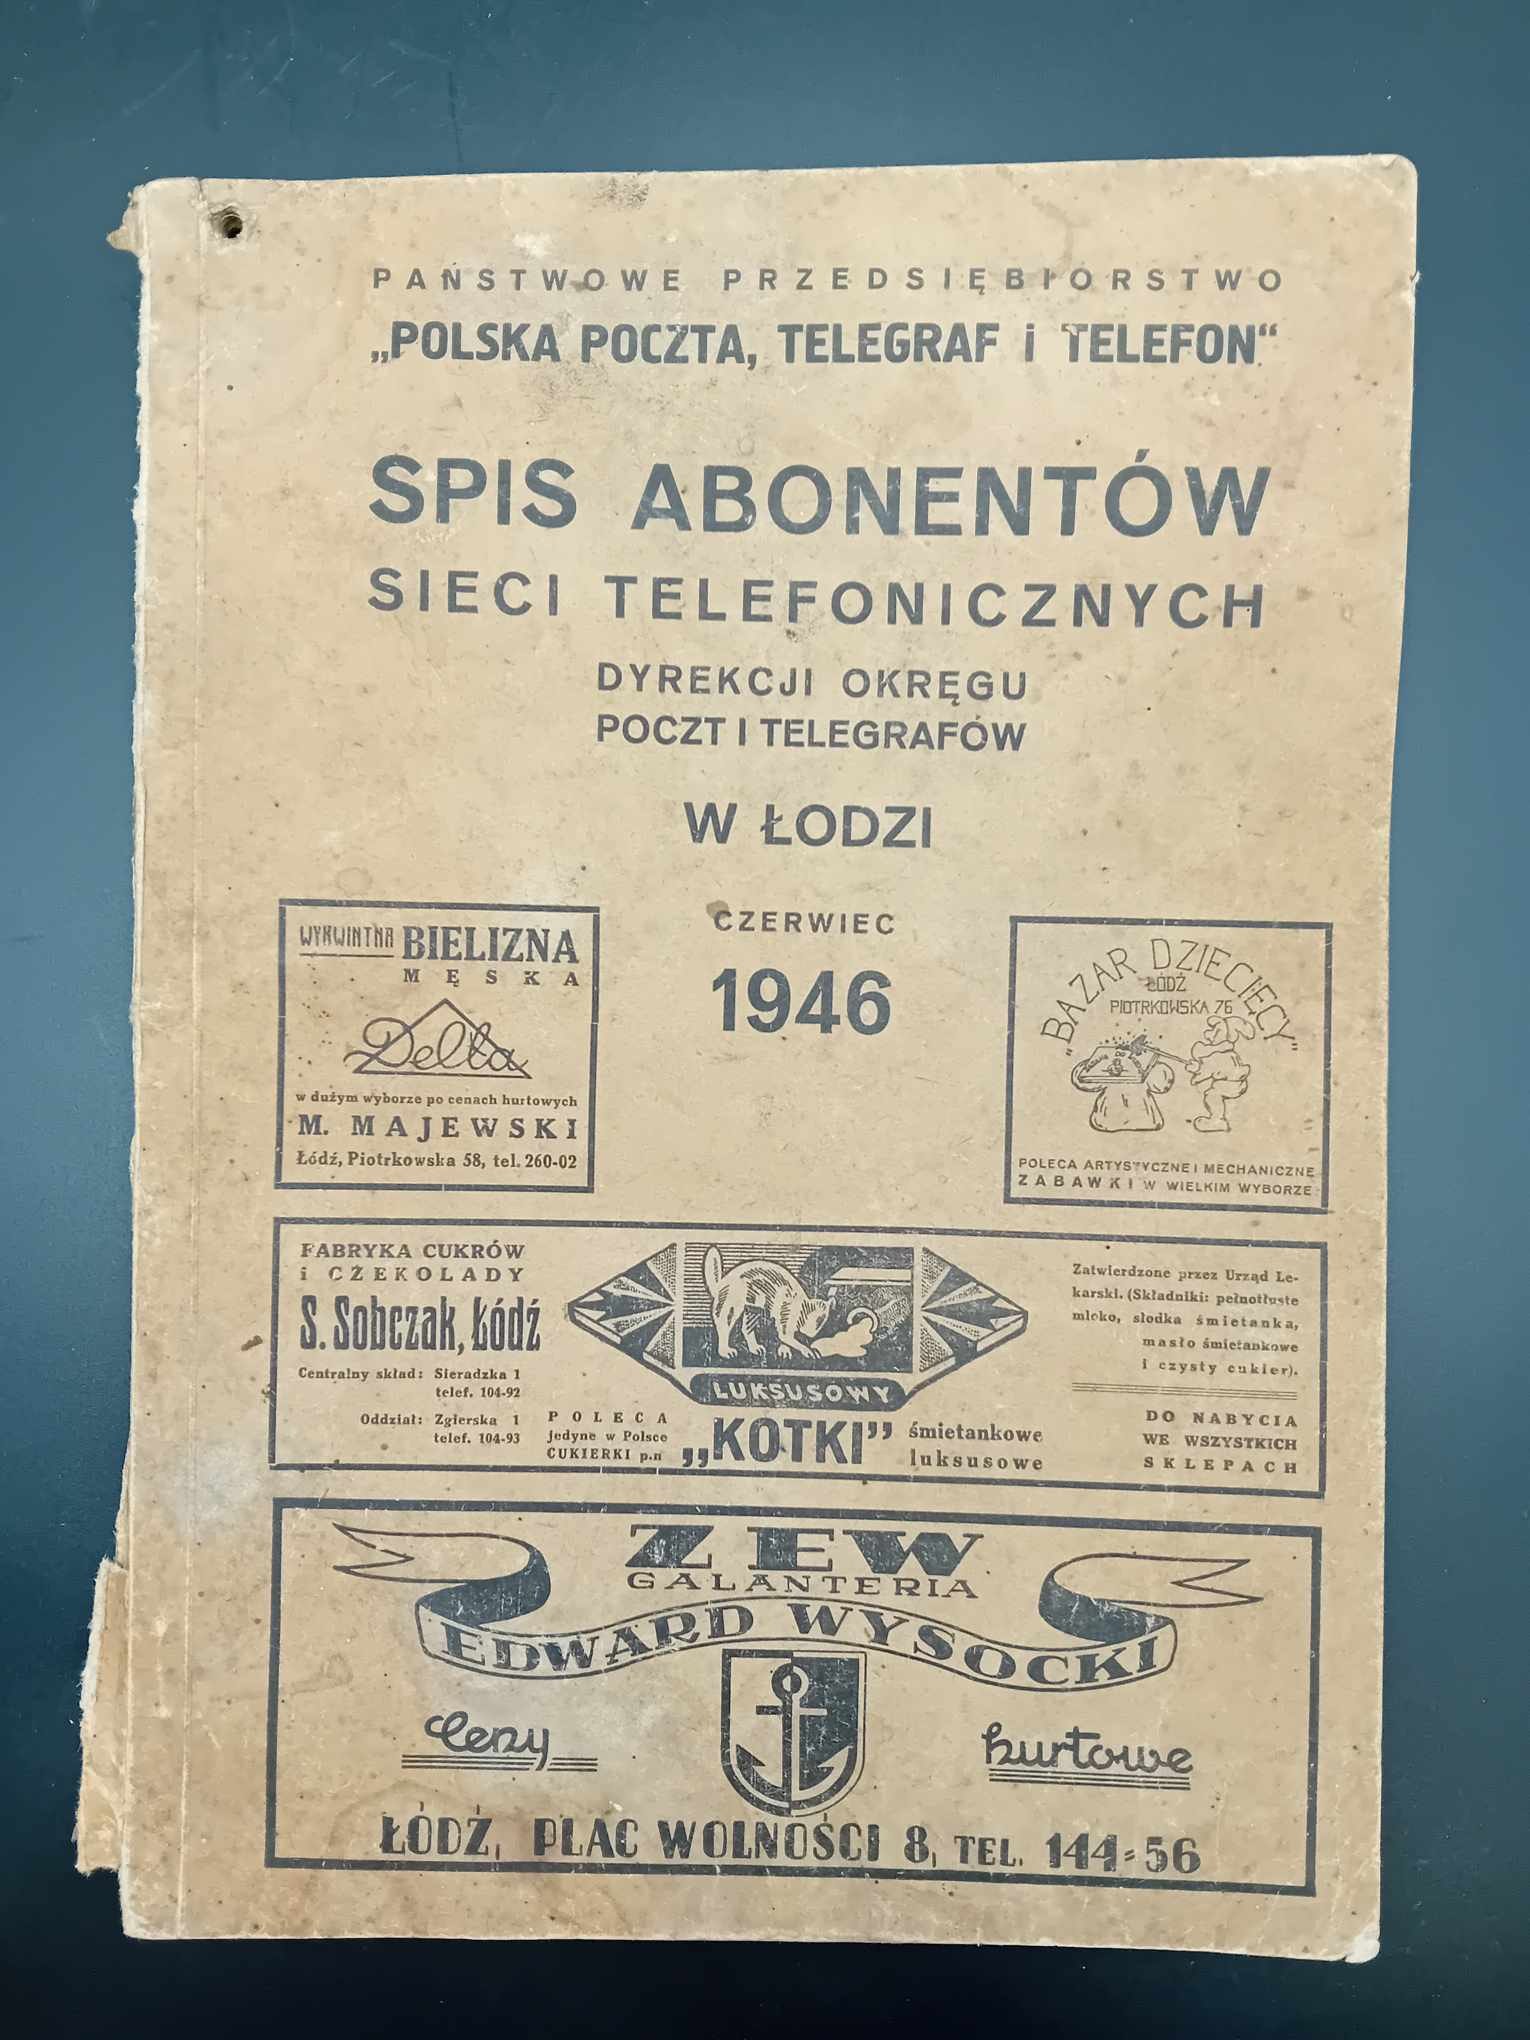 PAŃSTWOWE PRZEDSIĘBIORSTWO
„POLSKA POCZTA, TELEGRAF i TELEFON“
SPIS ABONENTÓW
SIECI TELEFONICZNYCH
DYREKCJI OKRĘGU
POCZT I TELEGRAFÓW
W ŁODZI
CZERWIEC
1946
WYKWINTNA BIELIZNA
MĘSKA
Delta
w dużym wyborze po cenach hurtowych
M. MAJEWSKI
Łódź, Piotrkowska 58, tel. 260-02
„BAZAR DZIECIĘCY”
ŁÓDŹ
PIOTRKOWSKA 76
POLECA ARTYSTYCZNE I MECHANICZNE
ZABAWKI W WIELKIM WYBORZE
FABRYKA CUKRÓW
i CZEKOLADY
S. Sobczak, Łódź
Centralny skład: Sieradzka 1
telef. 104-92
Oddział: Zgierska 1
telef. 104-93
LUKSUSOWY
POLECA
Jedyne w Polsce
CUKIERKI p.n
„KOTKI”
śmietankowe
luksusowe
Zatwierdzone przez Urząd Le-
karski. (Składniki: pełnotłuste
mleko, słodka śmietanka,
masło śmietankowe
i czysty cukier).
DO NABYCIA
WE WSZYSTKICH
SKLEPACH
ZEW
GALANTERIA
EDWARD WYSOCKI
Ceny hurtowe
ŁÓDŹ, PLAC WOLNOŚCI 8, TEL. 144-56